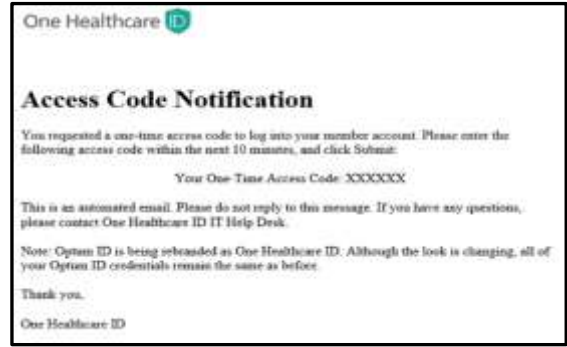 One Healthcare ID
Access Code Notification
You requested a one-time access code to log into your member account. Please enter the
following access code within the next 10 minutes, and click Submit:
Your One-Time Access Code: XXXXXX
This is an automated email. Please do not reply to this message. If you have any questions,
please contact One Healthcare ID IT Help Desk.
Note: Optum ID is being rebranded as One Healthcare ID. Although the look is changing, all of
your Optum ID credentials remain the same as before.
Thank you,
One Healthcare ID